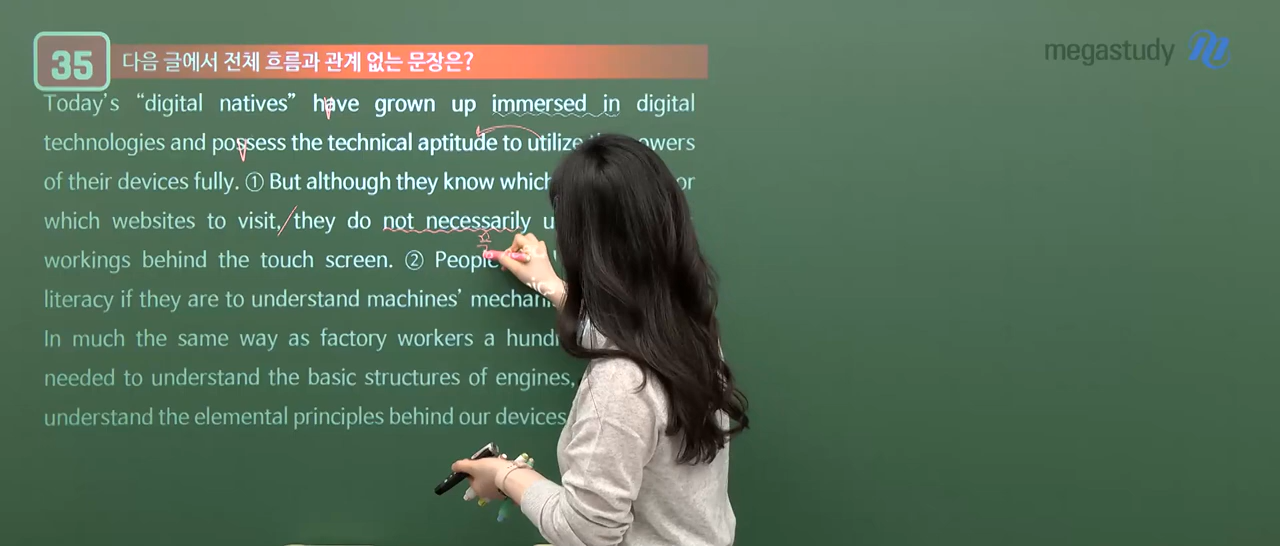 35 다음 글에서 전체 흐름과 관계 없는 문장은?
megastudy
Today's “digital natives” have grown up immersed in digital
technologies and possess the technical aptitude to utilize
of their devices fully. ① But although they know which or
which websites to visit, they do not necessarily
workings behind the touch screen. ② People
literacy if they are to understand machines'
In much the same way as factory workers a
needed to understand the basic structures of engines,
understand the elemental principles behind our devices